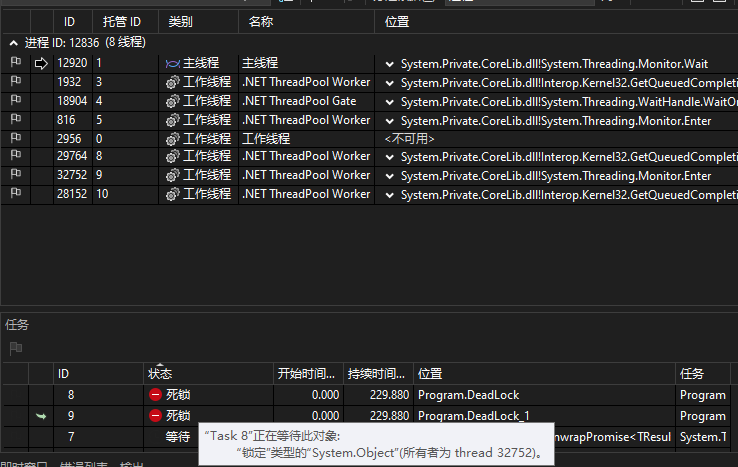 ID 托管 ID 类别 名称 位置
进程 ID: 12836 (8 线程)
12920 1 主线程 主线程 System.Private.CoreLib.dll!System.Threading.Monitor.Wait
1932 3 工作线程 .NET ThreadPool Worker System.Private.CoreLib.dll!Interop.Kernel32.GetQueuedCompleti
18904 4 工作线程 .NET ThreadPool Gate System.Private.CoreLib.dll!System.Threading.WaitHandle.WaitOn
816 5 工作线程 .NET ThreadPool Worker System.Private.CoreLib.dll!System.Threading.Monitor.Enter
2956 0 工作线程 工作线程 <不可用>
29764 8 工作线程 .NET ThreadPool Worker System.Private.CoreLib.dll!Interop.Kernel32.GetQueuedCompleti
32752 9 工作线程 .NET ThreadPool Worker System.Private.CoreLib.dll!System.Threading.Monitor.Enter
28152 10 工作线程 .NET ThreadPool Worker System.Private.CoreLib.dll!Interop.Kernel32.GetQueuedCompleti
任务
ID 状态 开始时间... 持续时间... 位置 任务
8 死锁 0.000 229.880 Program.DeadLock Program
9 死锁 0.000 229.880 Program.DeadLock_1 Program
7 等待 nwrapPromise<TResul System.T
“Task 8”正在等待此对象:
“锁定”类型的“System.Object”(所有者为 thread 32752)。